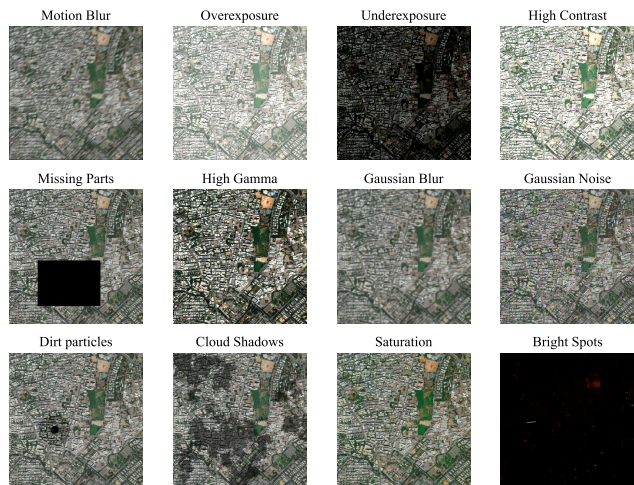 Motion Blur
Overexposure
Underexposure
High Contrast
Missing Parts
High Gamma
Gaussian Blur
Gaussian Noise
Dirt particles
Cloud Shadows
Saturation
Bright Spots